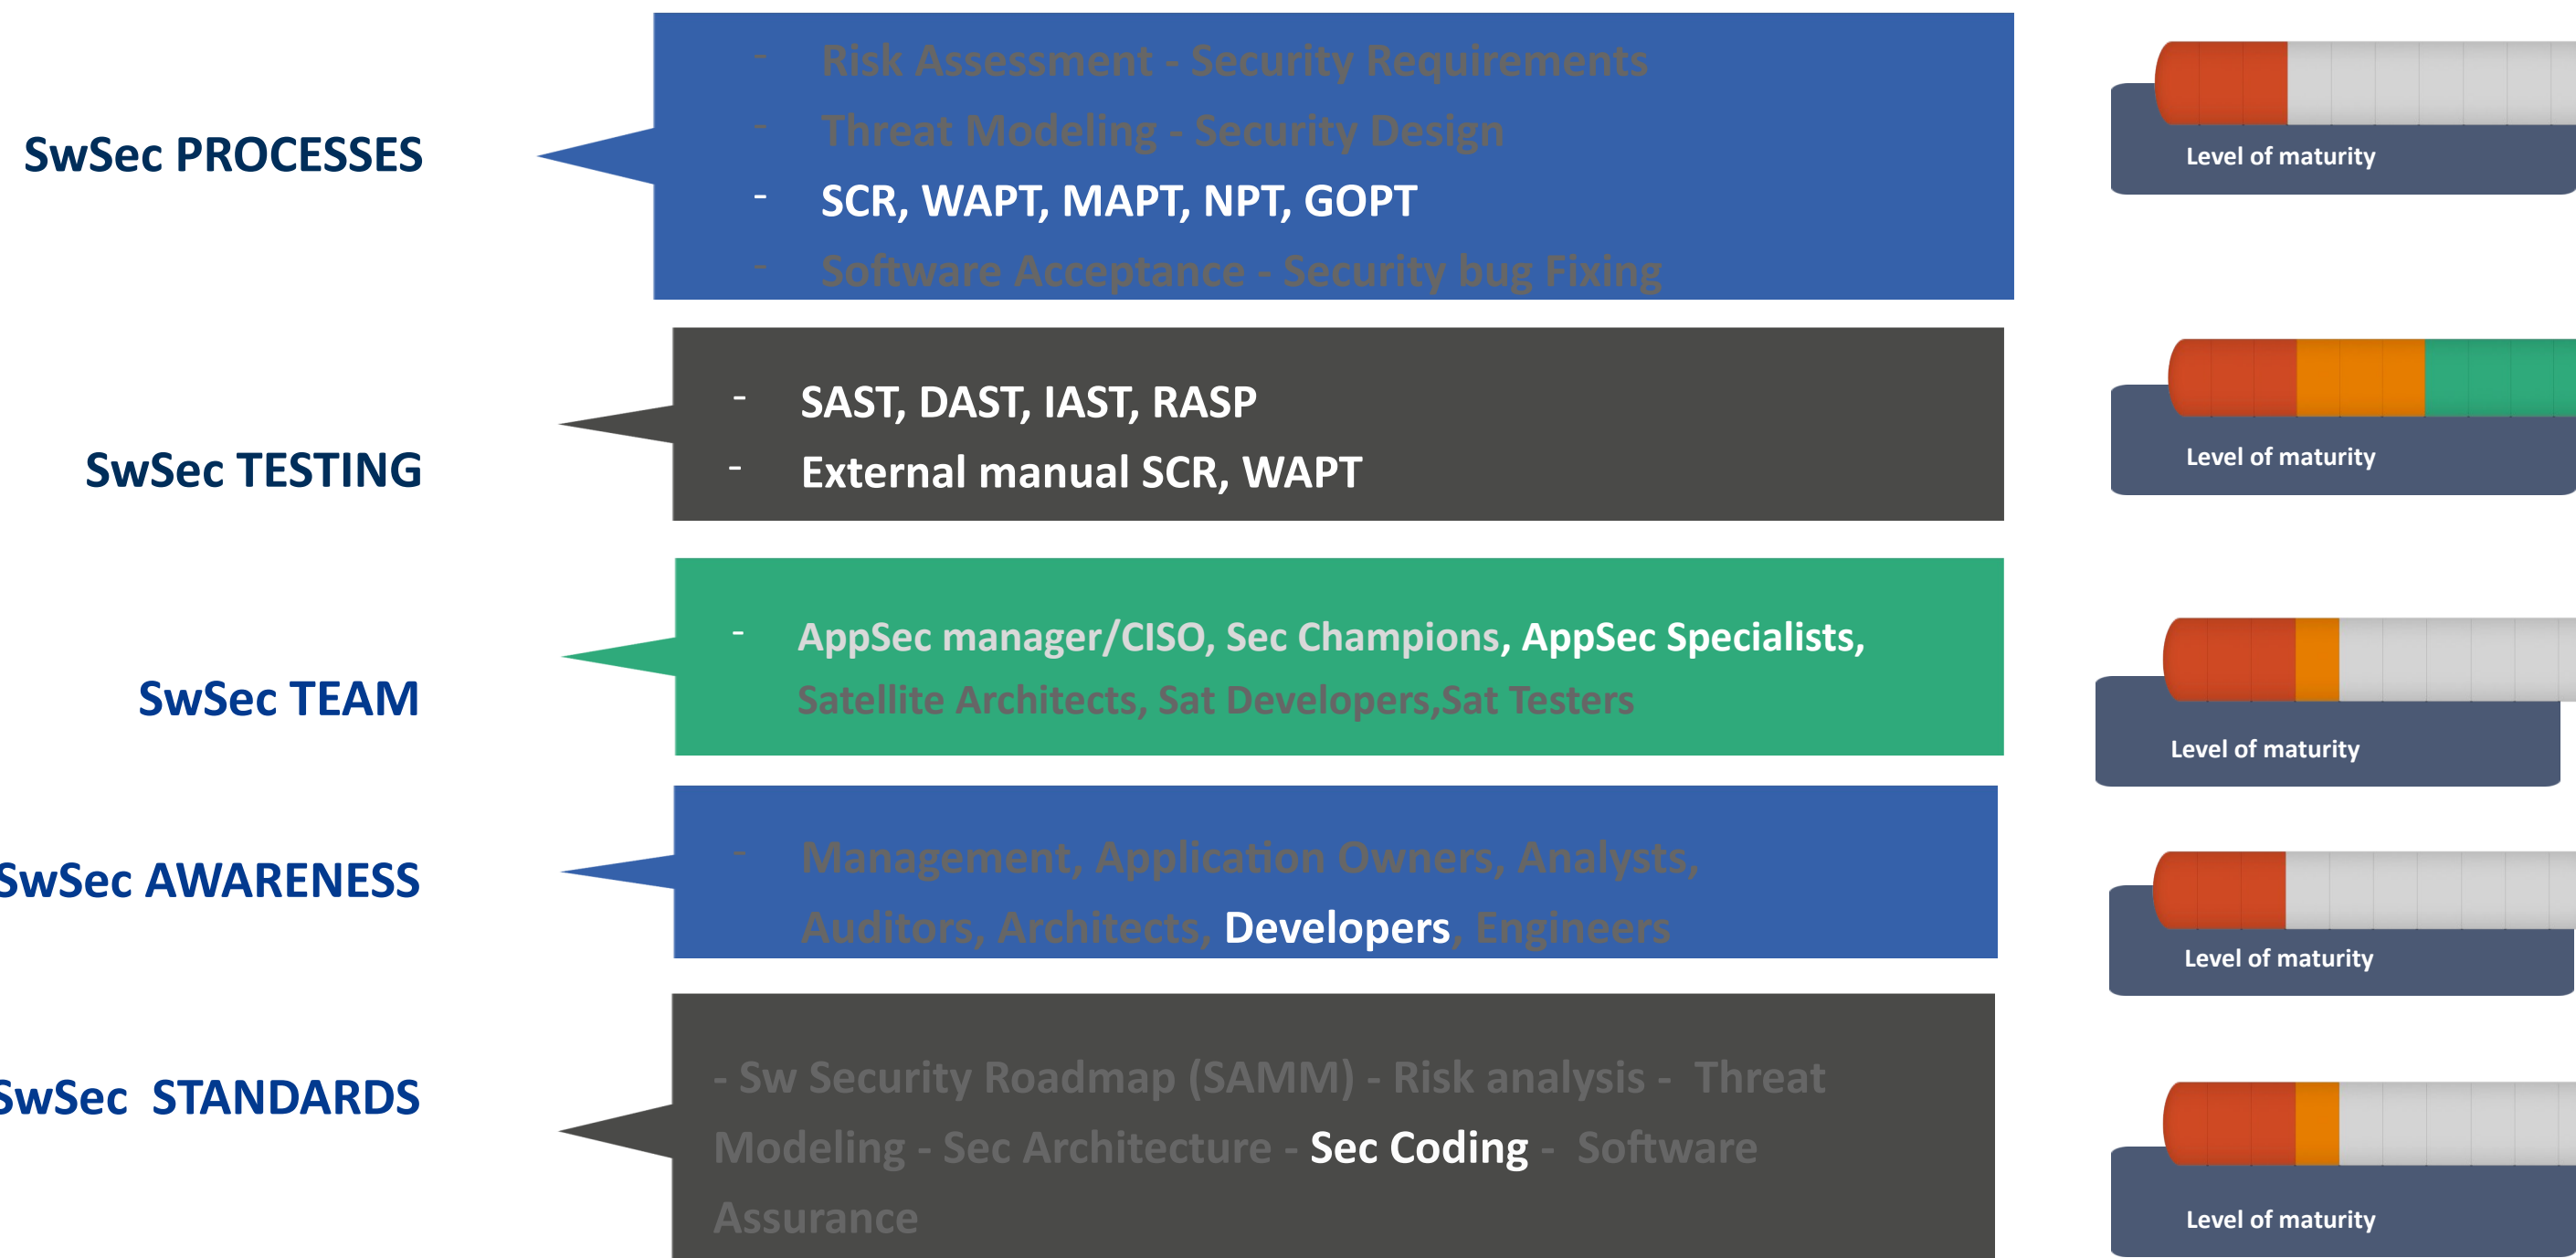 SwSec PROCESSES
- Risk Assessment - Security Requirements
- Threat Modeling - Security Design
- SCR, WAPT, MAPT, NPT, GOPT
- Software Acceptance - Security bug Fixing
Level of maturity
SwSec TESTING
- SAST, DAST, IAST, RASP
- External manual SCR, WAPT
Level of maturity
SwSec TEAM
- AppSec manager/CISO, Sec Champions, AppSec Specialists,
Satellite Architects, Sat Developers,Sat Testers
Level of maturity
SwSec AWARENESS
- Management, Application Owners, Analysts,
Auditors, Architects, Developers, Engineers
Level of maturity
SwSec STANDARDS
- Sw Security Roadmap (SAMM) - Risk analysis - Threat
Modeling - Sec Architecture - Sec Coding - Software
Assurance
Level of maturity